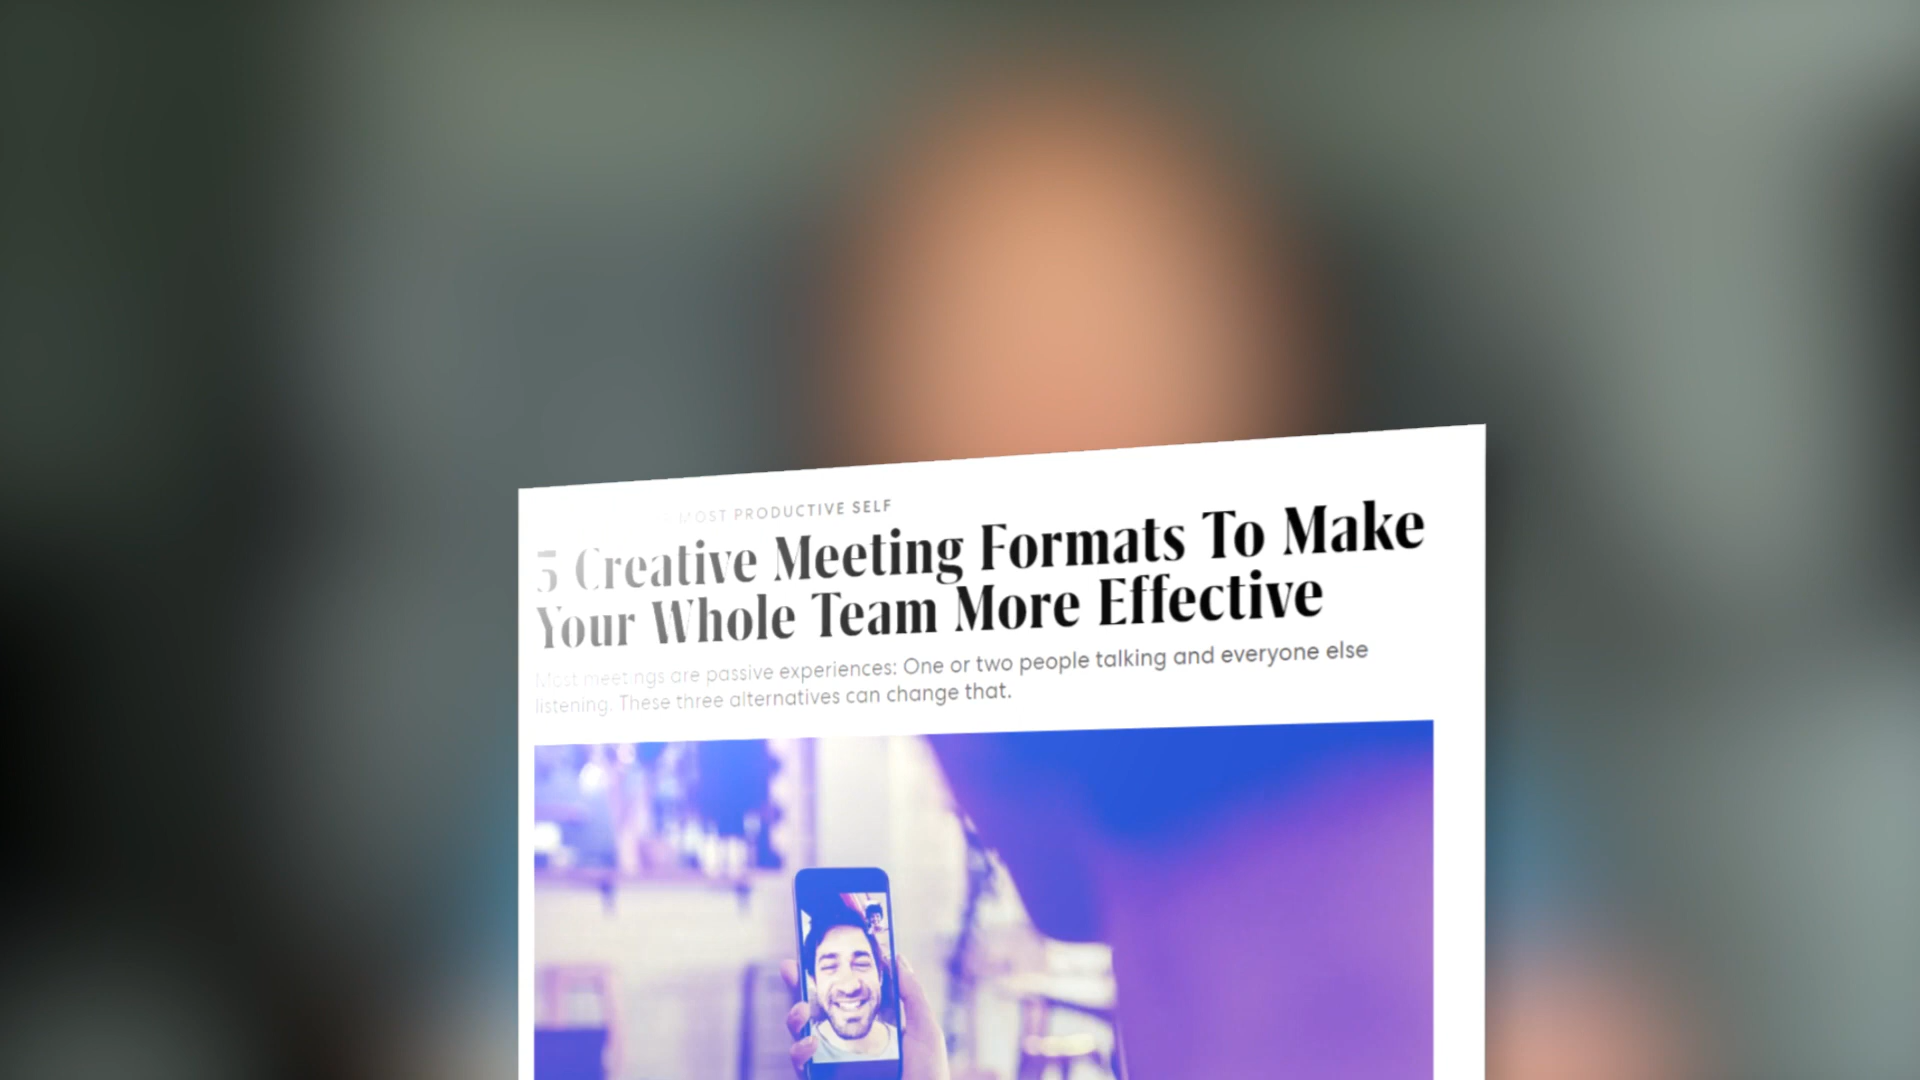 MOST PRODUCTIVE SELF
5 Creative Meeting Formats To Make
Your Whole Team More Effective
Most meetings are passive experiences: One or two people talking and everyone else
listening. These three alternatives can change that.